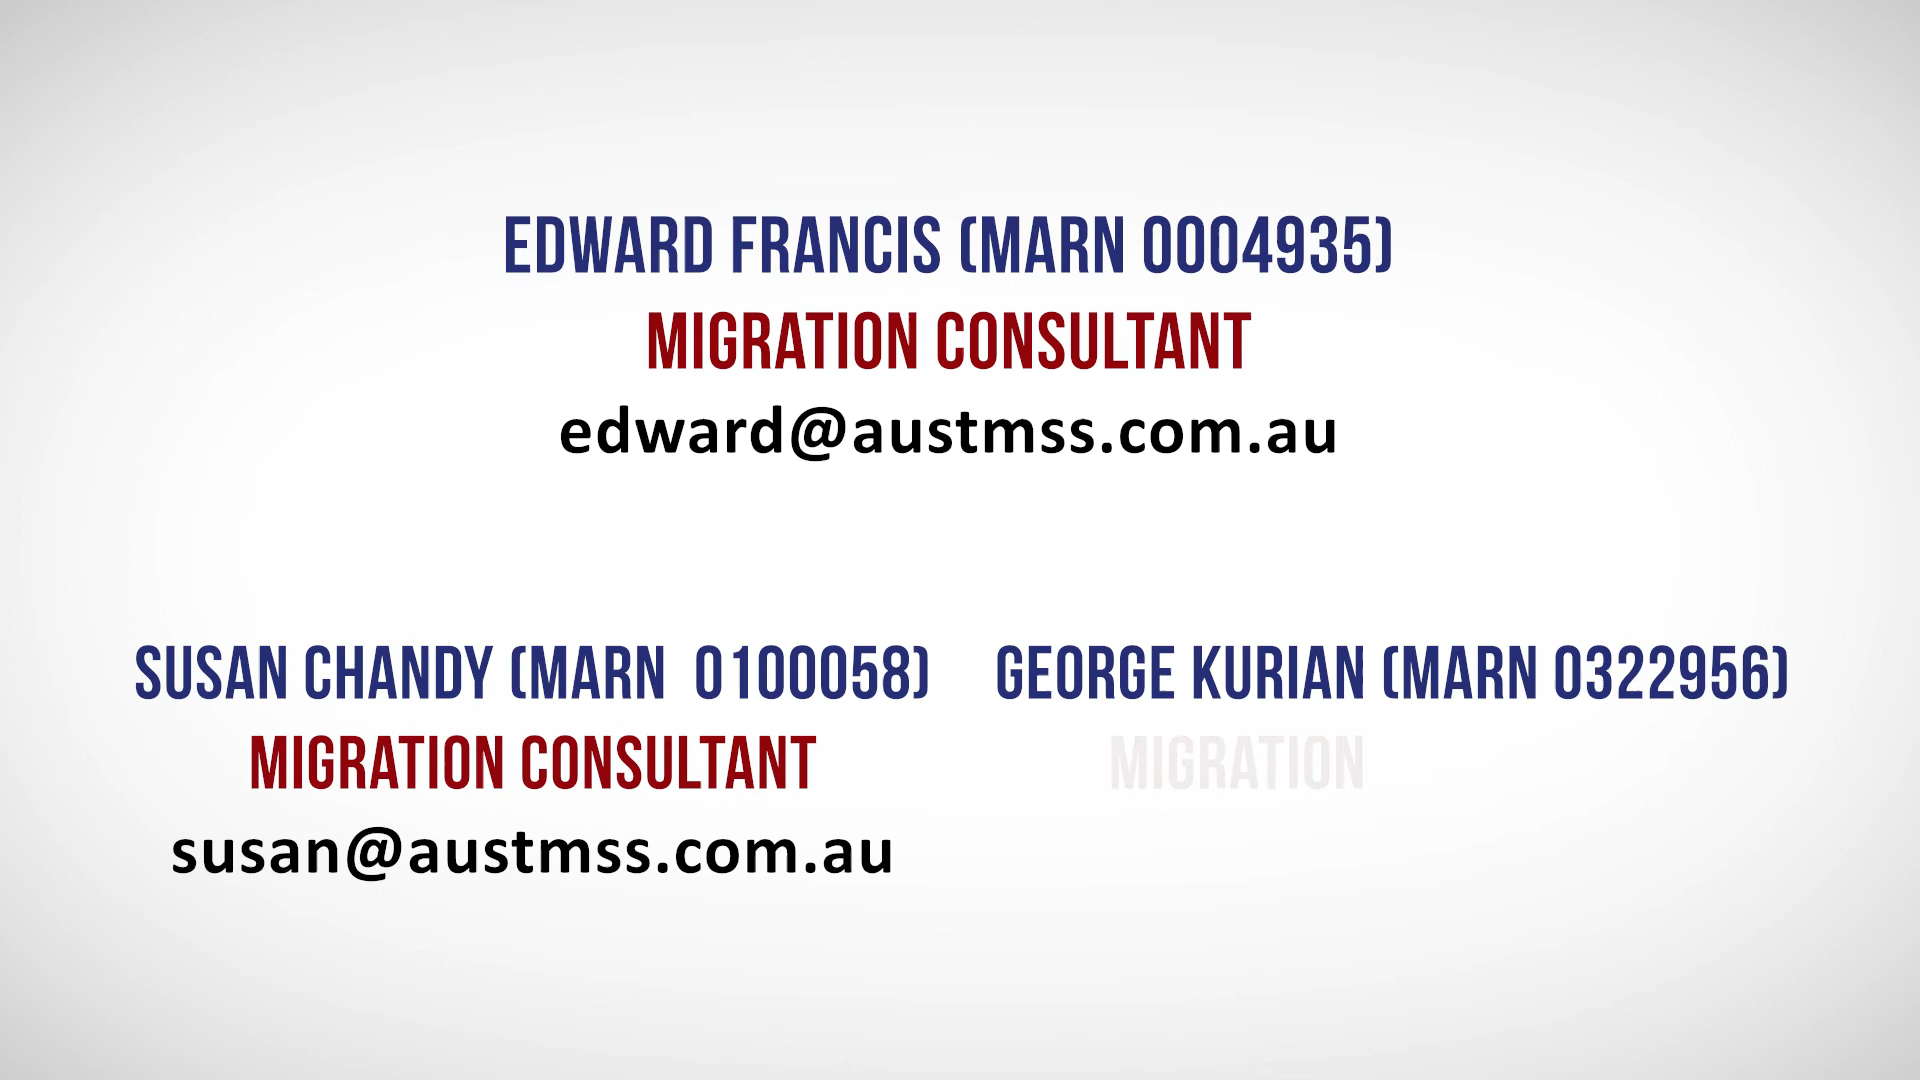 EDWARD FRANCIS (MARN 0004935)
MIGRATION CONSULTANT
edward@austmss.com.au
SUSAN CHANDY (MARN  0100058)
MIGRATION CONSULTANT
susan@austmss.com.au
GEORGE KURIAN (MARN 0322956)
MIGRATION